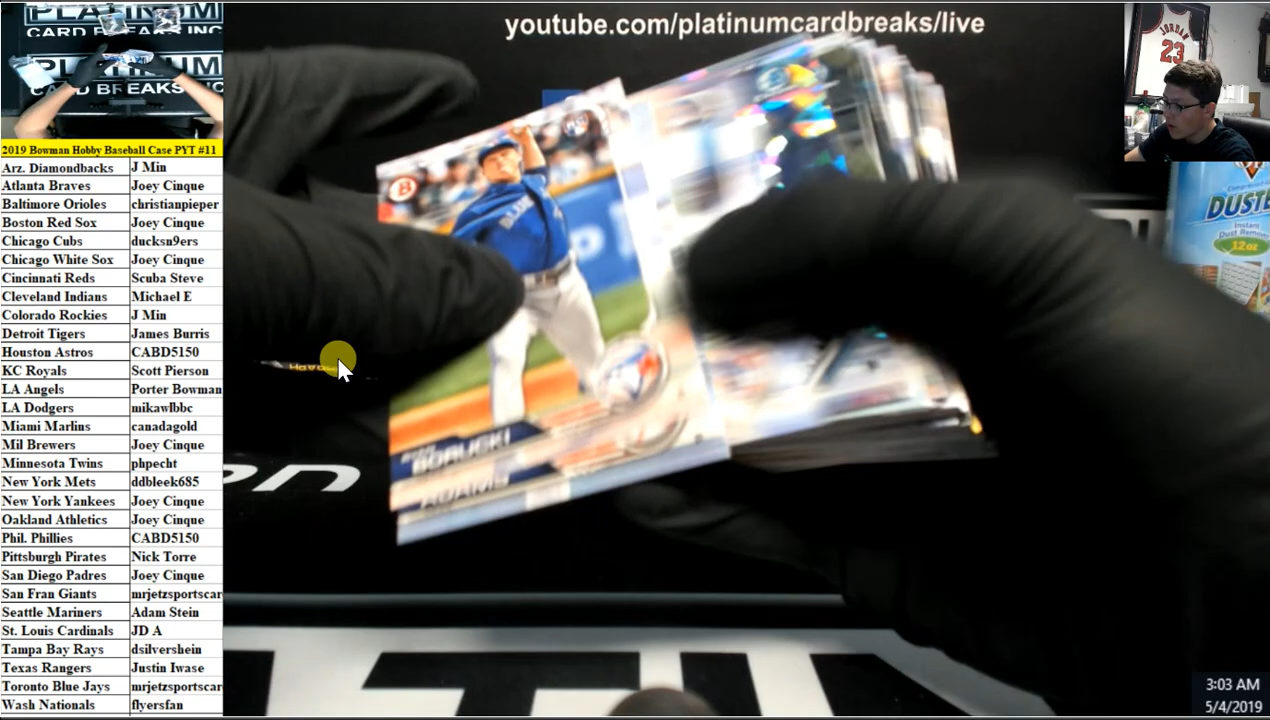 PLATINUM
CARD BREAKS INC
PLATINUM
CARD BREAKS INC
youtube.com/platinumcardbreaks/live
JORDAN
23
DUSTE
Instant
Dust Remover
12oz
2019 Bowman Hobby Baseball Case PYT #11
Arz. Diamondbacks J Min
Atlanta Braves Joey Cinque
Baltimore Orioles christianpieper
Boston Red Sox Joey Cinque
Chicago Cubs ducksn9ers
Chicago White Sox Joey Cinque
Cincinnati Reds Scuba Steve
Cleveland Indians Michael E
Colorado Rockies J Min
Detroit Tigers James Burris
Houston Astros CABD5150
KC Royals Scott Pierson
LA Angels Porter Bowman
LA Dodgers mikawlbbc
Miami Marlins canadagold
Mil Brewers Joey Cinque
Minnesota Twins phpecht
New York Mets ddbleek685
New York Yankees Joey Cinque
Oakland Athletics Joey Cinque
Phil. Phillies CABD5150
Pittsburgh Pirates Nick Torre
San Diego Padres Joey Cinque
San Fran Giants mrjetzsportscar
Seattle Mariners Adam Stein
St. Louis Cardinals JD A
Tampa Bay Rays dsilvershein
Texas Rangers Justin Iwase
Toronto Blue Jays mrjetzsportscar
Wash Nationals flyersfan
BORUCKI
ADAMS
3:03 AM
5/4/2019